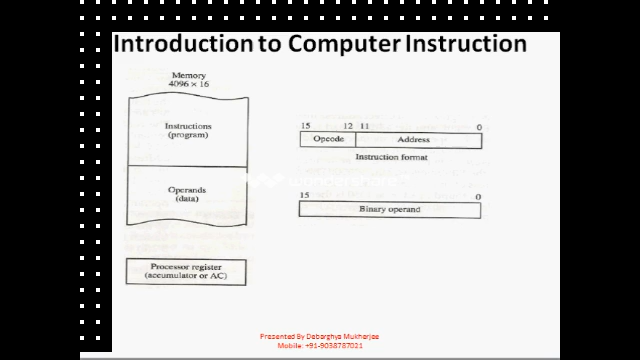 Introduction to Computer Instruction
Memory
4096 × 16
Instructions
(program)
Operands
(data)
Processor register
(accumulator or AC)
15 12 11 0
Opcode Address
Instruction format
15 0
Binary operand
wondershare
Presented By Debarghya Mukherjee
Mobile: +91-9038787021